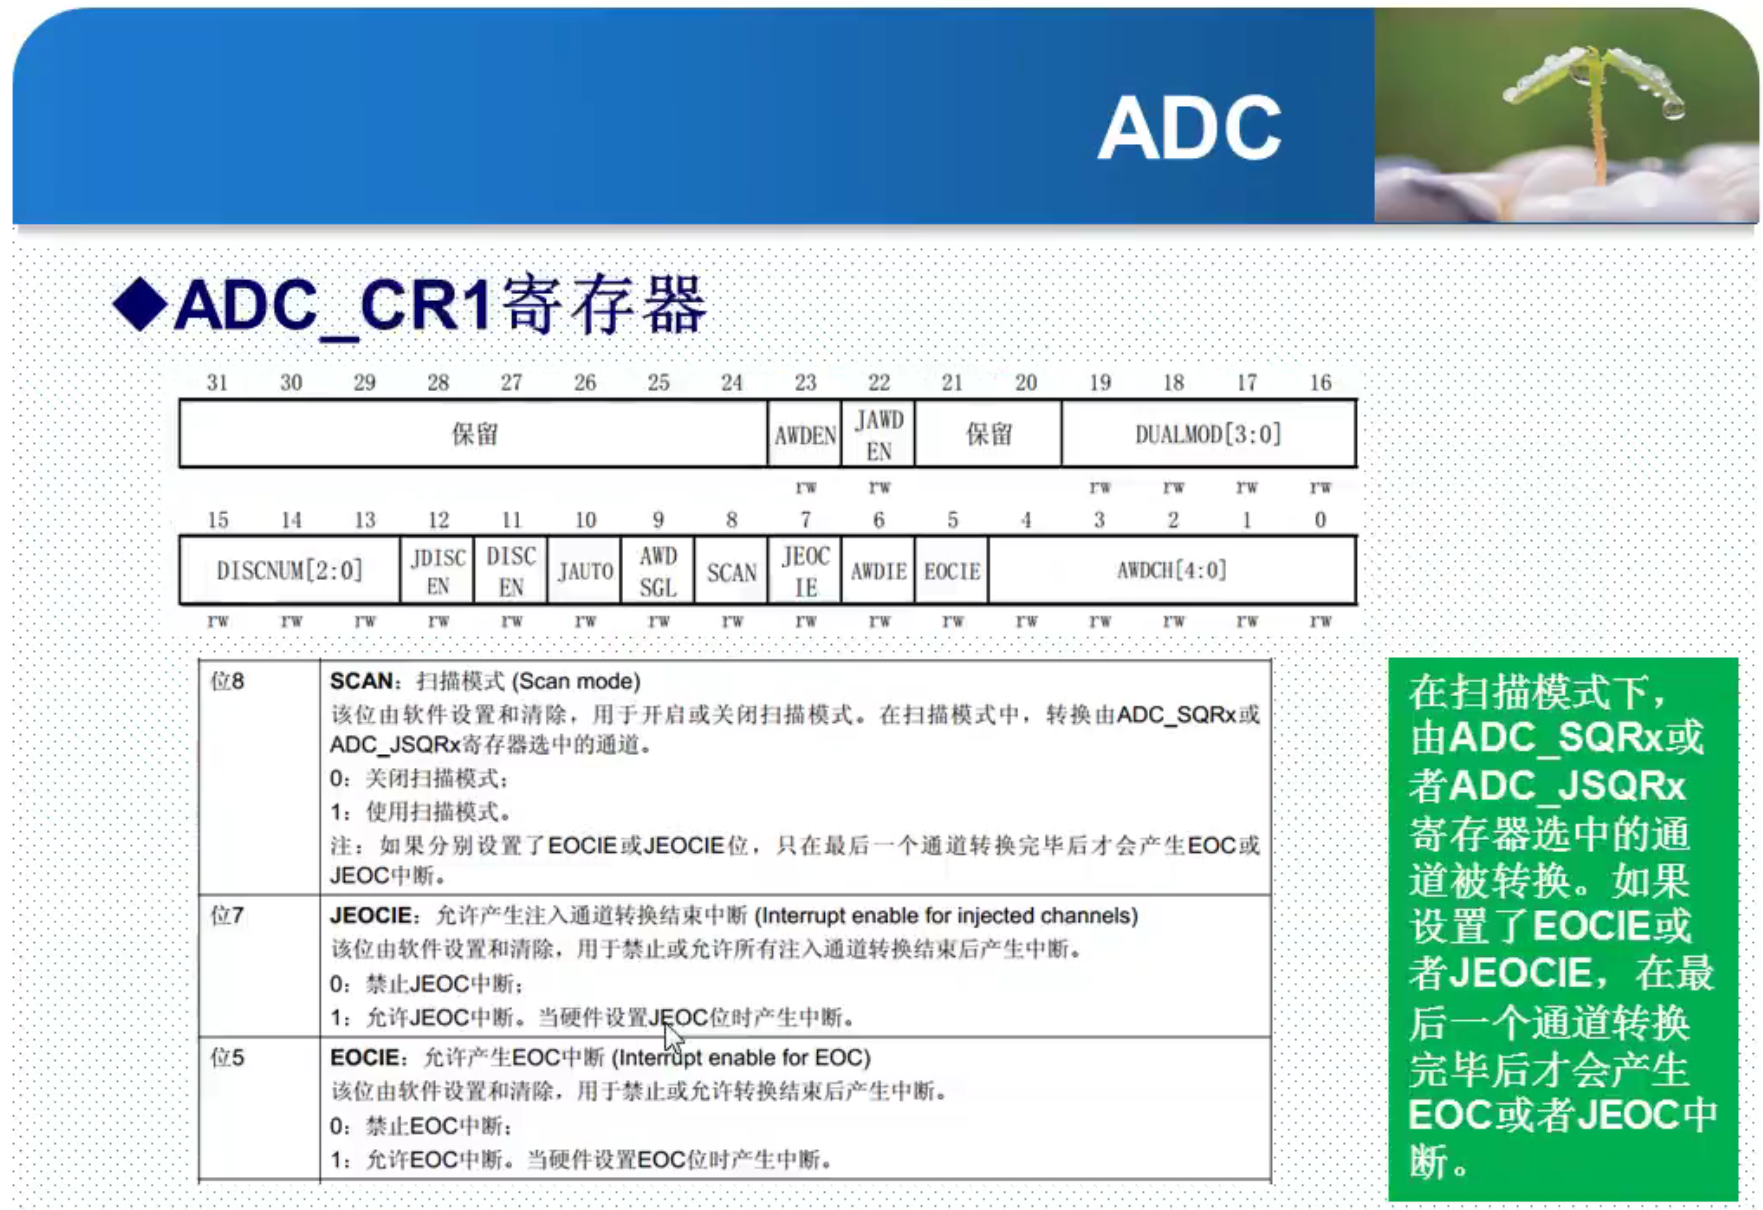 ADC
◆ADC_CR1寄存器
31 30 29 28 27 26 25 24 23 22 21 20 19 18 17 16
保留 AWDEN JAWD EN 保留 DUALMOD[3:0]
rw rw rw rw rw rw
15 14 13 12 11 10 9 8 7 6 5 4 3 2 1 0
DISCNUM[2:0] JDISC EN DISC EN JAUTO AWD SGL SCAN JEOC IE AWDIE EOCIE AWDCH[4:0]
rw rw rw rw rw rw rw rw rw rw rw rw rw rw rw rw
位8 SCAN：扫描模式 (Scan mode)
该位由软件设置和清除，用于开启或关闭扫描模式。在扫描模式中，转换由ADC_SQRx或
ADC_JSQRx寄存器选中的通道。
0：关闭扫描模式；
1：使用扫描模式。
注：如果分别设置了EOCIE或JEOCIE位，只在最后一个通道转换完毕后才会产生EOC或
JEOC中断。
位7 JEOCIE：允许产生注入通道转换结束中断 (Interrupt enable for injected channels)
该位由软件设置和清除，用于禁止或允许所有注入通道转换结束后产生中断。
0：禁止JEOC中断；
1：允许JEOC中断。当硬件设置JEOC位时产生中断。
位5 EOCIE：允许产生EOC中断 (Interrupt enable for EOC)
该位由软件设置和清除，用于禁止或允许转换结束后产生中断。
0：禁止EOC中断；
1：允许EOC中断。当硬件设置EOC位时产生中断。
在扫描模式下，
由ADC_SQRx或
者ADC_JSQRx
寄存器选中的通
道被转换。如果
设置了EOCIE或
者JEOCIE，在最
后一个通道转换
完毕后才会产生
EOC或者JEOC中
断。